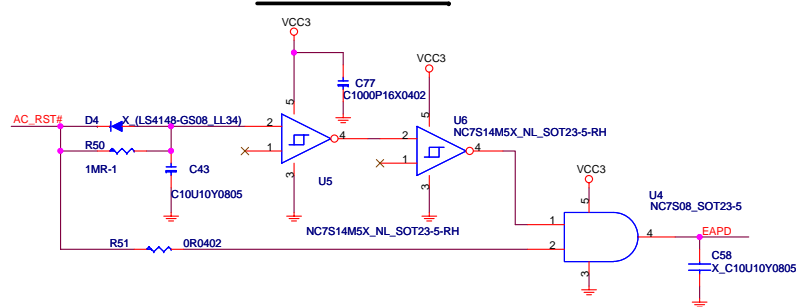 VCC3
VCC3
C77
C1000P16X0402
AC_RST#
D4
X_(LS4148-GS08_LL34)
5
2
4
1
3
U5
U6
NC7S14M5X_NL_SOT23-5-RH
5
2
4
1
3
R50
1MR-1
C43
C10U10Y0805
NC7S14M5X_NL_SOT23-5-RH
VCC3
U4
NC7S08_SOT23-5
5
1
2
4
3
EAPD
R51
0R0402
C58
X_C10U10Y0805